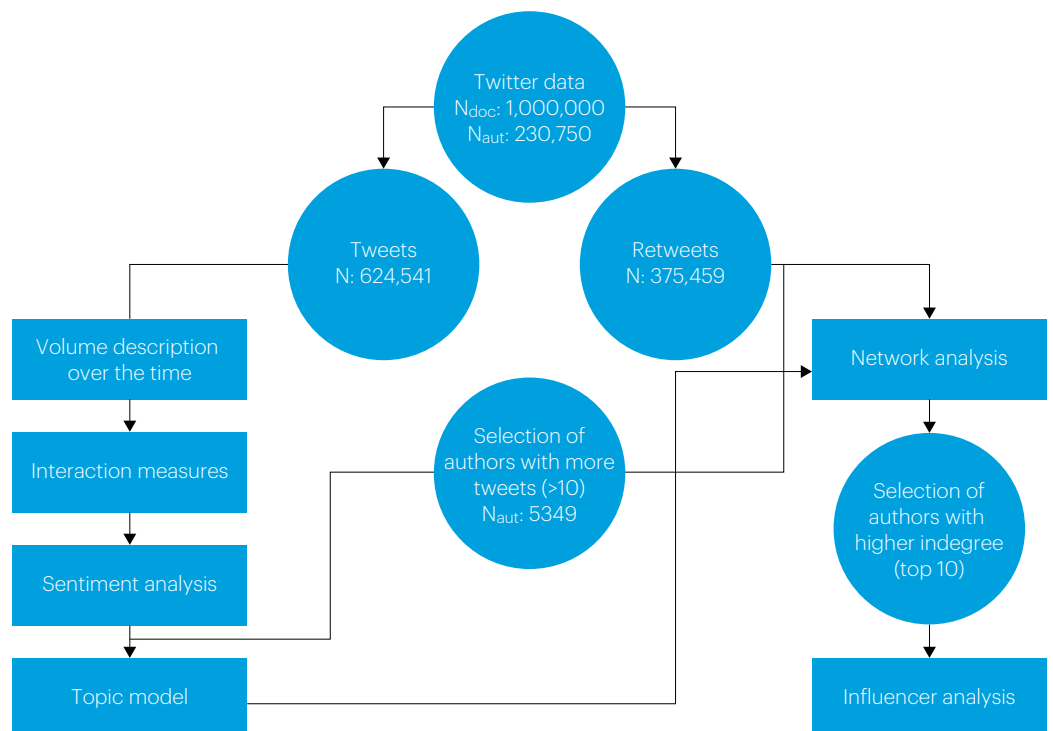 Twitter data
Ndoc: 1,000,000
Naut: 230,750
Tweets
N: 624,541
Retweets
N: 375,459
Volume description
over the time
Network analysis
Selection of
authors with more
tweets (>10)
Naut: 5349
Interaction measures
Selection of
authors with
higher indegree
(top 10)
Sentiment analysis
Topic model
Influencer analysis